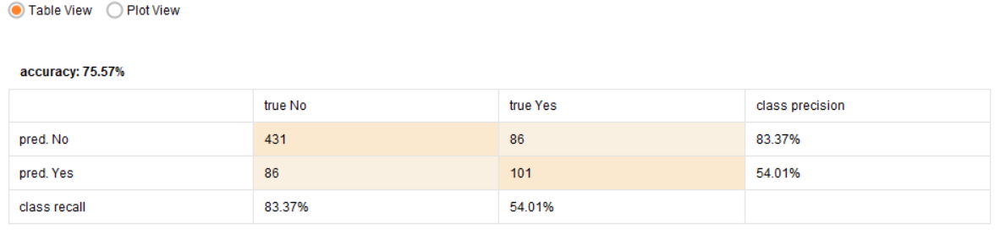 Table View Plot View
accuracy: 75.57%
true No true Yes class precision
pred. No 431 86 83.37%
pred. Yes 86 101 54.01%
class recall 83.37% 54.01%